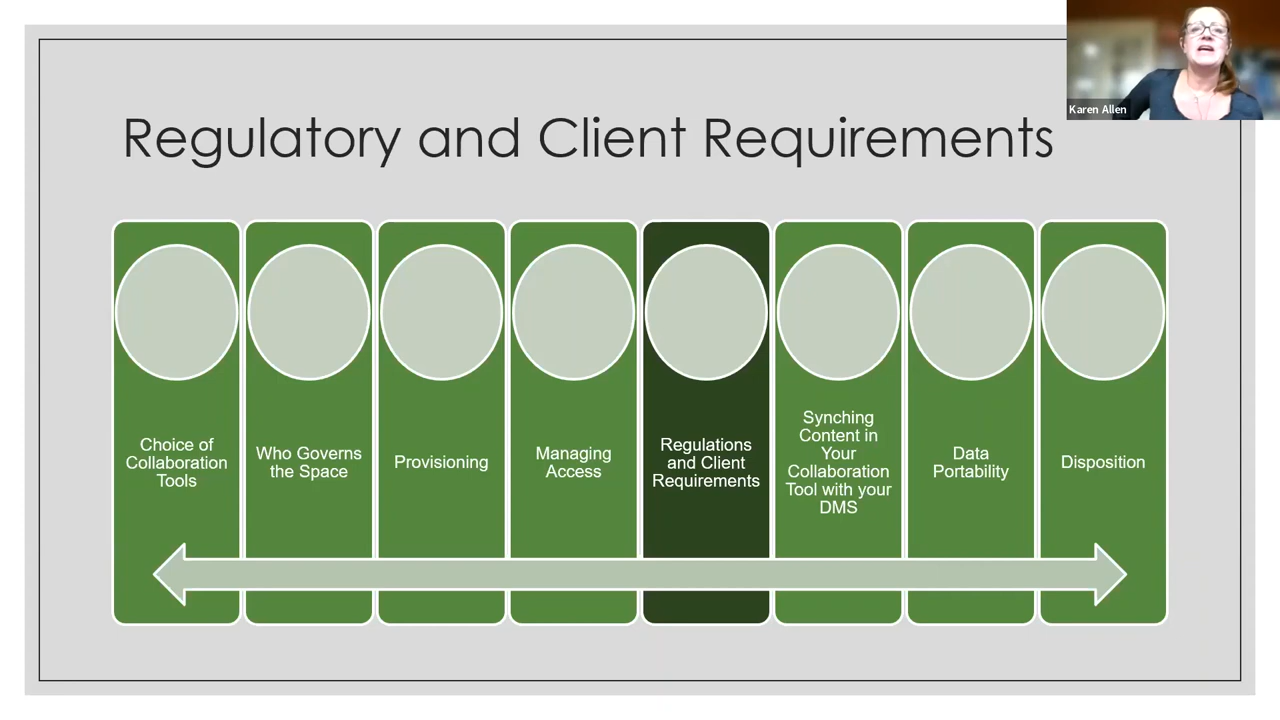 Karen Allen
Regulatory and Client Requirements
Choice of
Collaboration
Tools
Who Governs
the Space
Provisioning
Managing
Access
Regulations
and Client
Requirements
Synching
Content in
Your
Collaboration
Tool with your
DMS
Data
Portability
Disposition